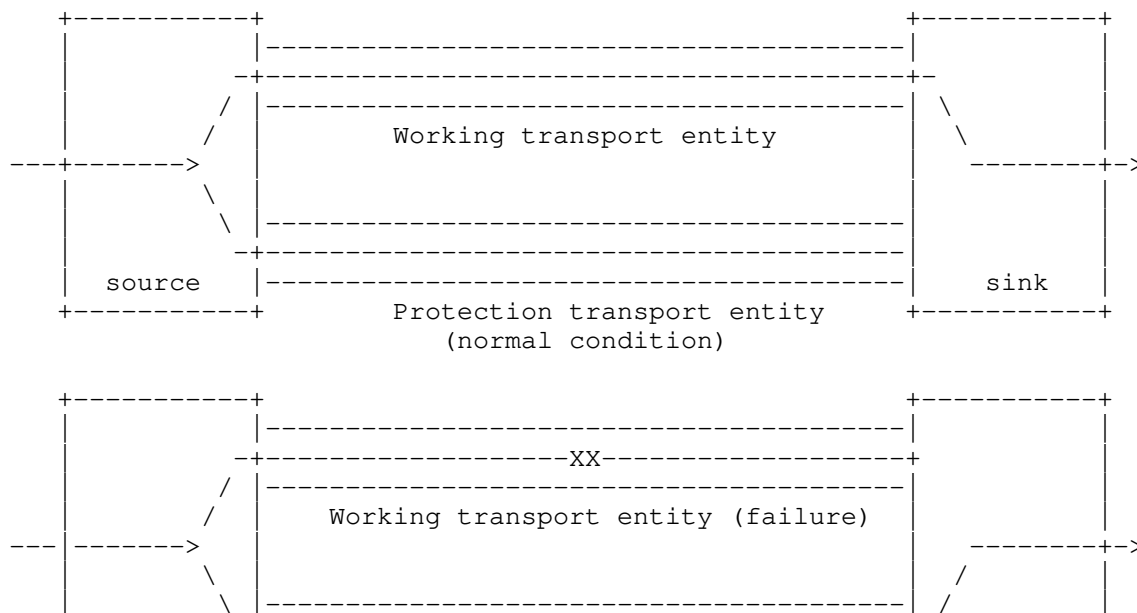 Working transport entity
source
sink
Protection transport entity
(normal condition)
XX
Working transport entity (failure)